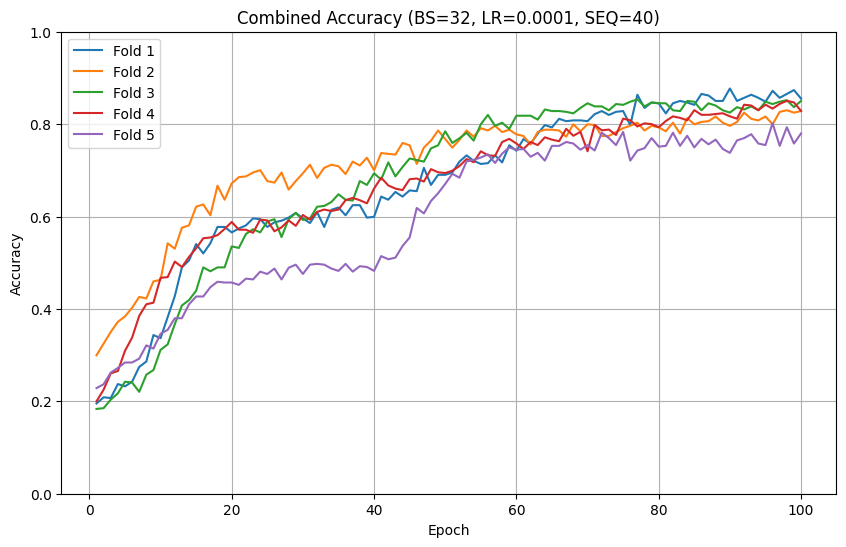 Combined Accuracy (BS=32, LR=0.0001, SEQ=40)
1.0
Fold 1
Fold 2
Fold 3
Fold 4
Fold 5
0.8
0.6
Accuracy
0.4
0.2
0.0
0 20 40 60 80 100
Epoch